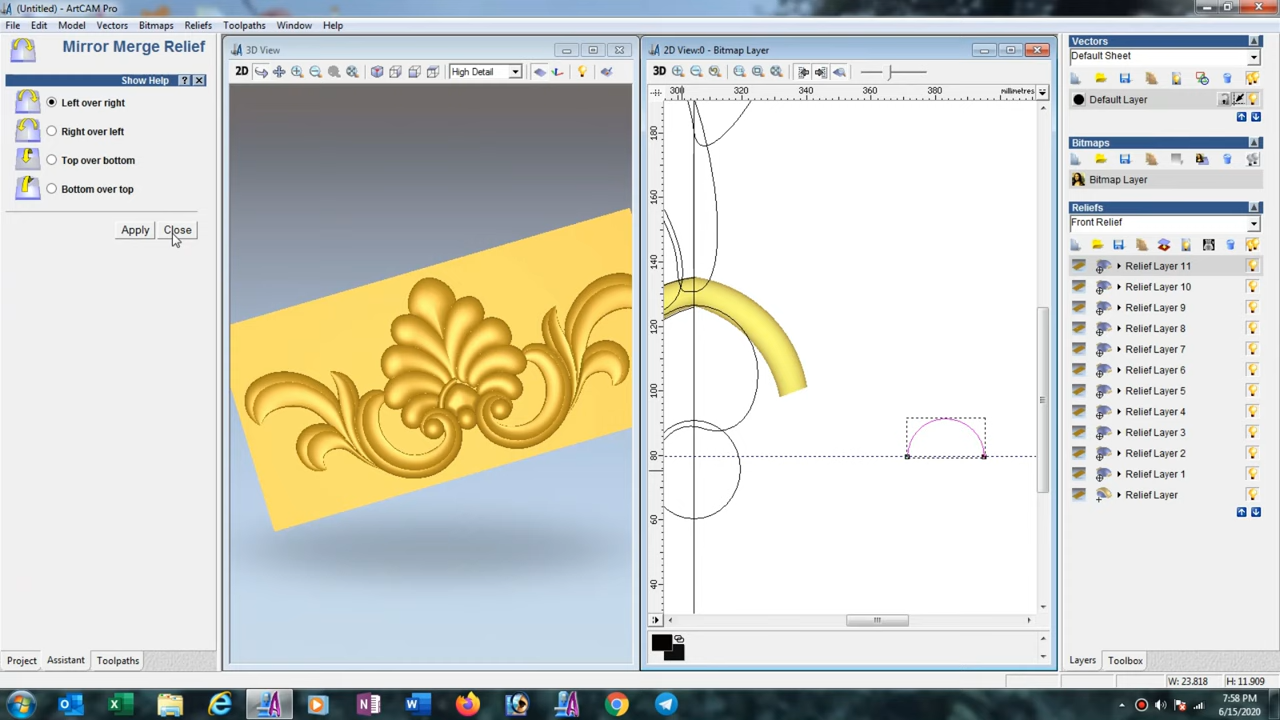 (Untitled) - ArtCAM Pro
File Edit Model Vectors Bitmaps Reliefs Toolpaths Window Help
Mirror Merge Relief
Show Help ?
Left over right
Right over left
Top over bottom
Bottom over top
Apply Close
3D View
2D High Detail
2D View:0 - Bitmap Layer
3D
300 320 340 360 380 millimetres
180
160
140
120
100
80
60
40
Vectors
Default Sheet
Default Layer
Bitmaps
Bitmap Layer
Reliefs
Front Relief
Relief Layer 11
Relief Layer 10
Relief Layer 9
Relief Layer 8
Relief Layer 7
Relief Layer 6
Relief Layer 5
Relief Layer 4
Relief Layer 3
Relief Layer 2
Relief Layer 1
Relief Layer
Project Assistant Toolpaths
Layers Toolbox
W: 23.818 H: 11.909
7:58 PM
6/15/2020